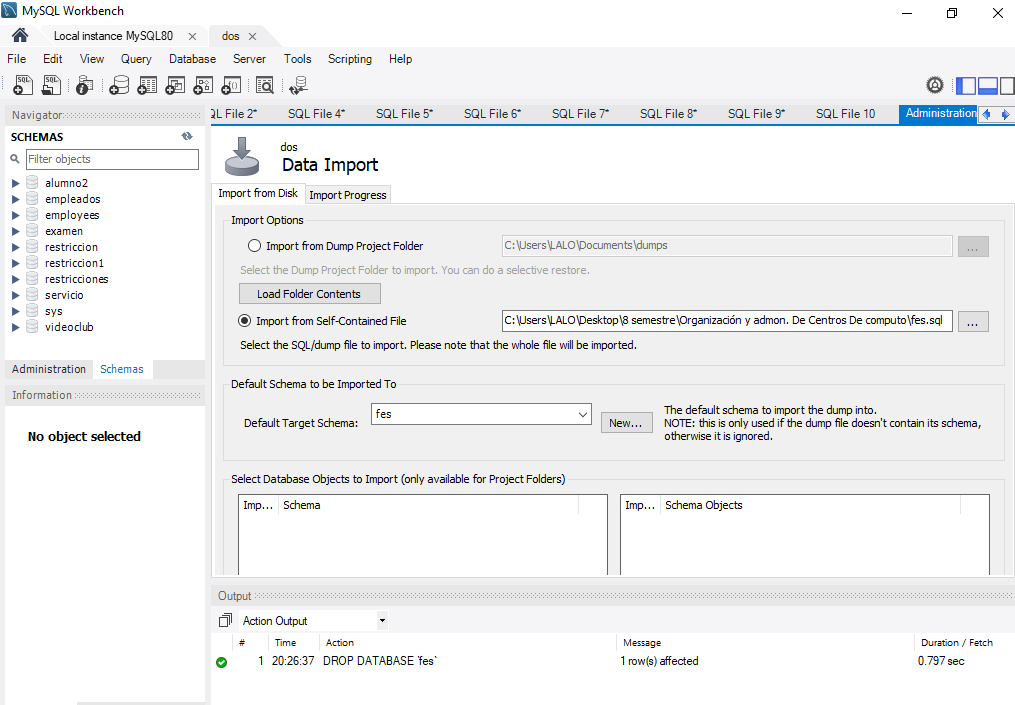 MySQL Workbench
Local instance MySQL80
dos
File Edit View Query Database Server Tools Scripting Help
Navigator
QL File 2* SQL File 4* SQL File 5* SQL File 6* SQL File 7* SQL File 8* SQL File 9* SQL File 10 Administration
SCHEMAS
Filter objects
alumno2
empleados
employees
examen
restriccion
restriccion1
restricciones
servicio
sys
videoclub
Administration Schemas
Information
No object selected
dos
Data Import
Import from Disk Import Progress
Import Options
Import from Dump Project Folder C:\Users\LALO\Documents\dumps ...
Select the Dump Project Folder to import. You can do a selective restore.
Load Folder Contents
Import from Self-Contained File C:\Users\LALO\Desktop\8 semestre\Organización y admon. De Centros De computo\fes.sql ...
Select the SQL/dump file to import. Please note that the whole file will be imported.
Default Schema to be Imported To
Default Target Schema: fes New...
The default schema to import the dump into.
NOTE: this is only used if the dump file doesn't contain its schema,
otherwise it is ignored.
Select Database Objects to Import (only available for Project Folders)
Imp... Schema Imp... Schema Objects
Output
Action Output
# Time Action Message Duration / Fetch
1 20:26:37 DROP DATABASE `fes` 1 row(s) affected 0.797 sec